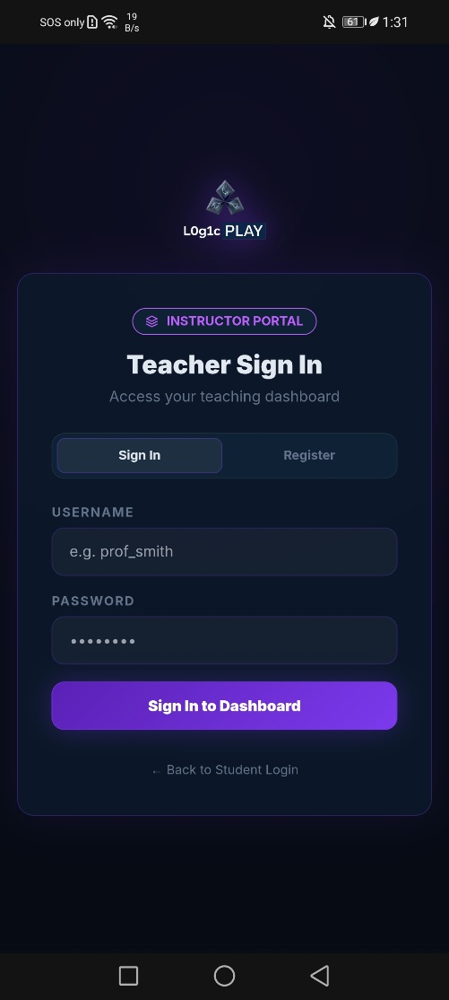 SOS only 19 B/s 61 1:31
L0g1c PLAY
INSTRUCTOR PORTAL
Teacher Sign In
Access your teaching dashboard
Sign In Register
USERNAME
e.g. prof_smith
PASSWORD
••••••••
Sign In to Dashboard
← Back to Student Login